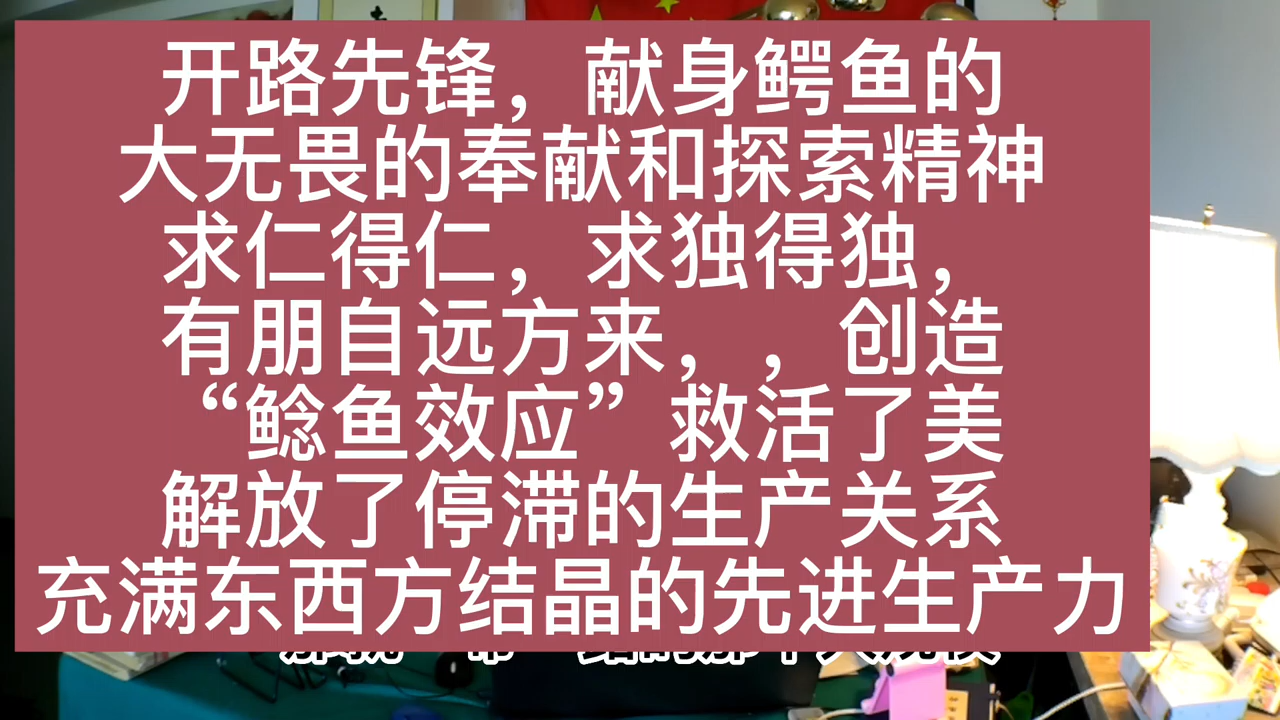 开路先锋，献身鳄鱼的
大无畏的奉献和探索精神
求仁得仁，求独得独，
有朋自远方来，，创造
“鲶鱼效应”救活了美
解放了停滞的生产关系
充满东西方结晶的先进生产力